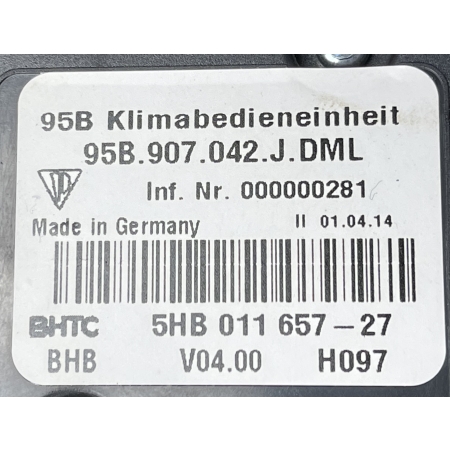 95B Klimabedieneinheit
95B.907.042.J.DML
Inf. Nr. 000000281
Made in Germany II 01.04.14
BHTC 5HB 011 657-27
BHB V04.00 H097